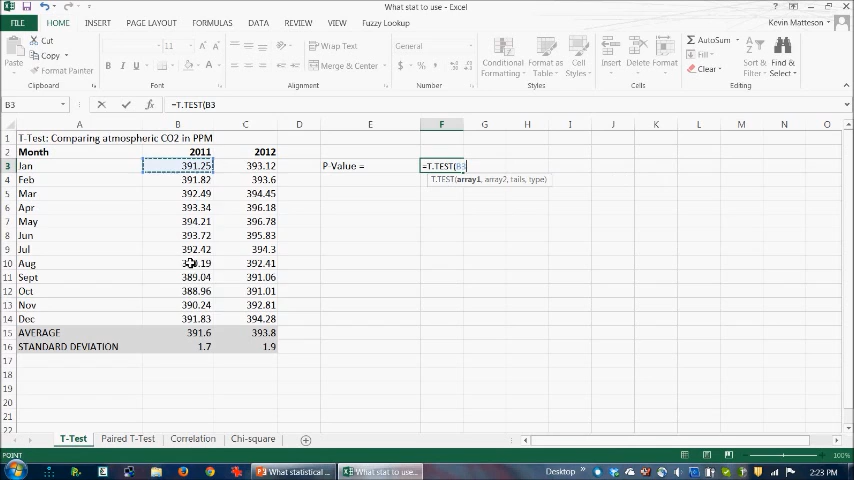 What stat to use - Excel
FILE HOME INSERT PAGE LAYOUT FORMULAS DATA REVIEW VIEW Fuzzy Lookup Kevin Matteson
Paste Cut Copy Format Painter
Wrap Text Merge & Center
General
Conditional Formatting Format as Table Cell Styles
Insert Delete Format
AutoSum Fill Clear Sort & Filter Find & Select
Clipboard Font Alignment Number Styles Cells Editing
B3 fx =T.TEST(B3
A B C D E F G H I J K L M N O
1 T-Test: Comparing atmospheric CO2 in PPM
2 Month 2011 2012
3 Jan 391.25 393.12 P Value = =T.TEST(B3
4 Feb 391.82 393.6 T.TEST(array1, array2, tails, type)
5 Mar 392.49 394.45
6 Apr 393.34 396.18
7 May 394.21 396.78
8 Jun 393.72 395.83
9 Jul 392.42 394.3
10 Aug .19 392.41
11 Sept 389.04 391.06
12 Oct 388.96 391.01
13 Nov 390.24 392.81
14 Dec 391.83 394.28
15 AVERAGE 391.6 393.8
16 STANDARD DEVIATION 1.7 1.9
17
18
19
20
21
22
T-Test Paired T-Test Correlation Chi-square
POINT 100%
What statistical ... What stat to use... Desktop 2:23 PM